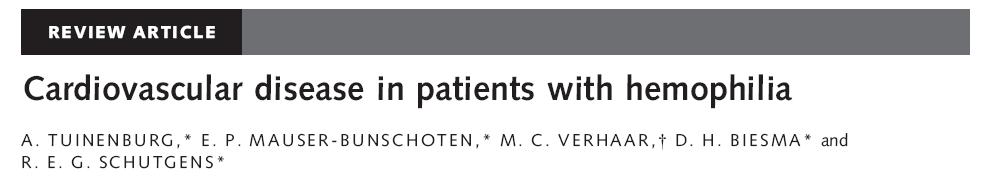 REVIEW ARTICLE
Cardiovascular disease in patients with hemophilia
A. TUINENBURG,* E. P. MAUSER-BUNSCHOTEN,* M. C. VERHAAR,† D. H. BIESMA* and
R. E. G. SCHUTGENS*